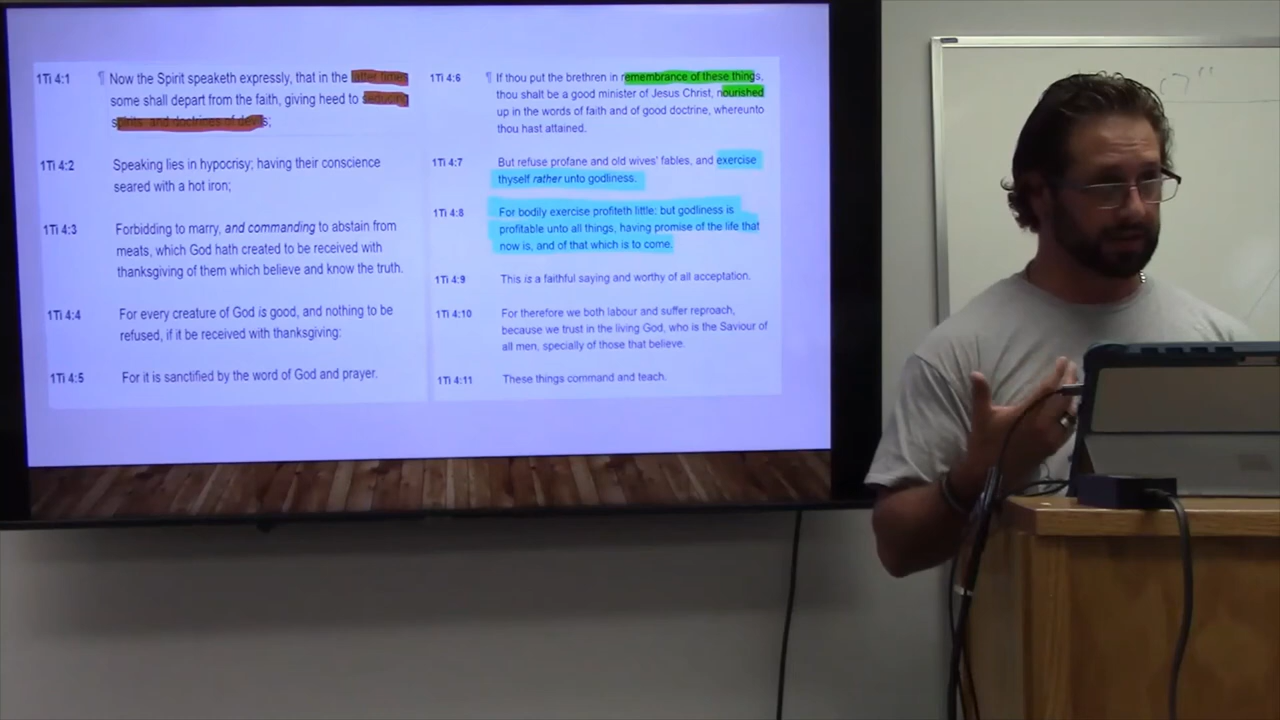 1Ti 4:1 ¶ Now the Spirit speaketh expressly, that in the latter times
some shall depart from the faith, giving heed to seducing
spirits, and doctrines of devils;
1Ti 4:2 Speaking lies in hypocrisy; having their conscience
seared with a hot iron;
1Ti 4:3 Forbidding to marry, and commanding to abstain from
meats, which God hath created to be received with
thanksgiving of them which believe and know the truth.
1Ti 4:4 For every creature of God is good, and nothing to be
refused, if it be received with thanksgiving:
1Ti 4:5 For it is sanctified by the word of God and prayer.
1Ti 4:6 ¶ If thou put the brethren in remembrance of these things,
thou shalt be a good minister of Jesus Christ, nourished
up in the words of faith and of good doctrine, whereunto
thou hast attained.
1Ti 4:7 But refuse profane and old wives' fables, and exercise
thyself rather unto godliness.
1Ti 4:8 For bodily exercise profiteth little: but godliness is
profitable unto all things, having promise of the life that
now is, and of that which is to come.
1Ti 4:9 This is a faithful saying and worthy of all acceptation.
1Ti 4:10 For therefore we both labour and suffer reproach,
because we trust in the living God, who is the Saviour of
all men, specially of those that believe.
1Ti 4:11 These things command and teach.